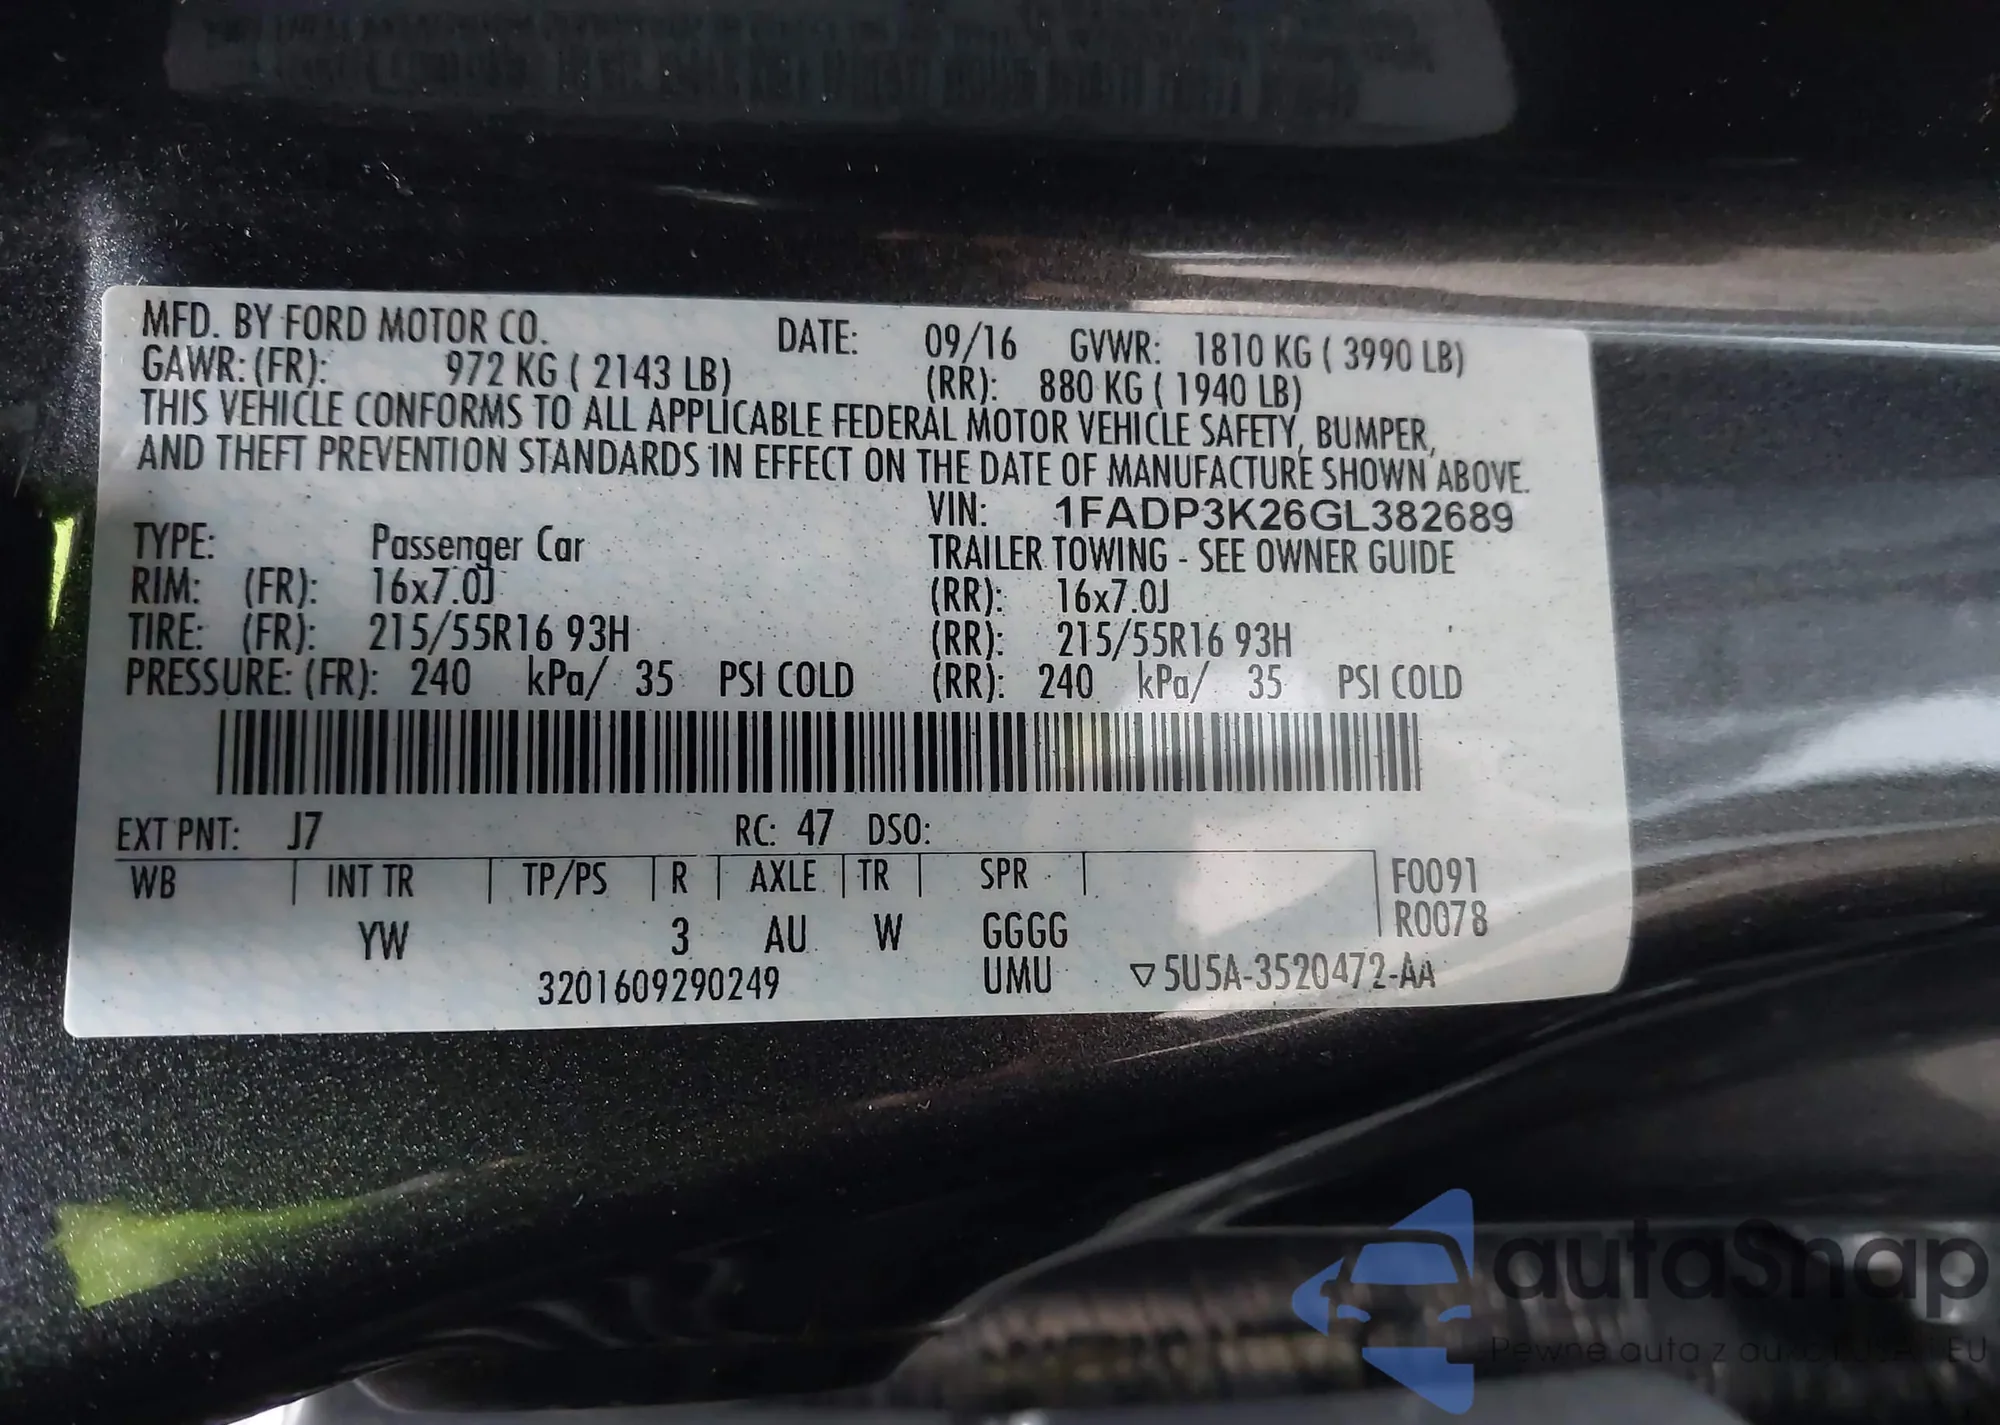 MFD. BY FORD MOTOR CO. DATE: 09/16 GVWR: 1810 KG ( 3990 LB)
GAWR: (FR): 972 KG ( 2143 LB) (RR): 880 KG ( 1940 LB)
THIS VEHICLE CONFORMS TO ALL APPLICABLE FEDERAL MOTOR VEHICLE SAFETY, BUMPER,
AND THEFT PREVENTION STANDARDS IN EFFECT ON THE DATE OF MANUFACTURE SHOWN ABOVE.
VIN: 1FADP3K26GL382689
TYPE: Passenger Car TRAILER TOWING - SEE OWNER GUIDE
RIM: (FR): 16x7.0J (RR): 16x7.0J
TIRE: (FR): 215/55R16 93H (RR): 215/55R16 93H
PRESSURE: (FR): 240 kPa/ 35 PSI COLD (RR): 240 kPa/ 35 PSI COLD
EXT PNT: J7 RC: 47 DSO:
WB INT TR TP/PS R AXLE TR SPR F0091
YW 3 AU W GGGG R0078
3201609290249 UMU ▽5U5A-3520472-AA
autaSnap
Pewne auta z